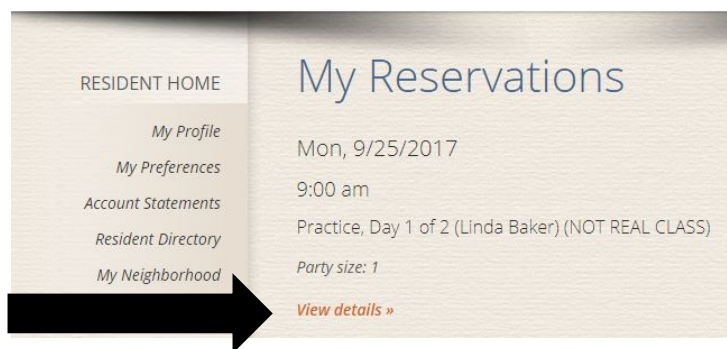 RESIDENT HOME
My Profile
My Preferences
Account Statements
Resident Directory
My Neighborhood
My Reservations
Mon, 9/25/2017
9:00 am
Practice, Day 1 of 2 (Linda Baker) (NOT REAL CLASS)
Party size: 1
View details »